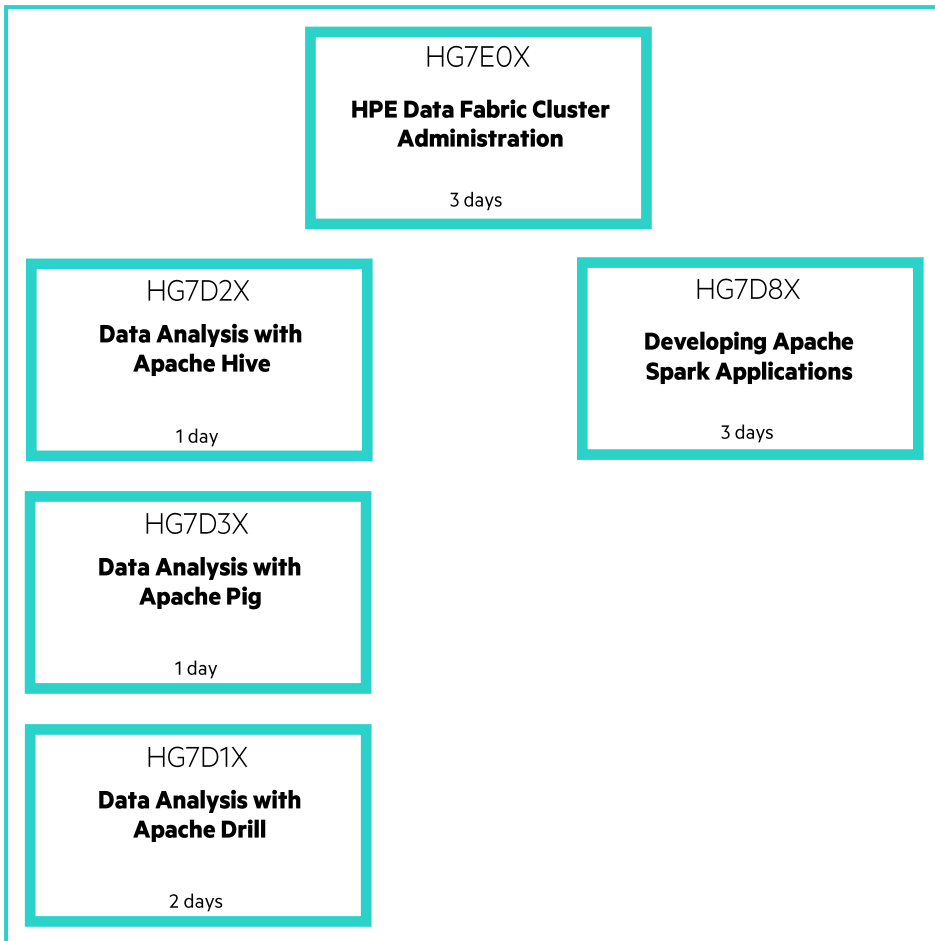 HG7E0X
HPE Data Fabric Cluster
Administration
3 days
HG7D2X
Data Analysis with
Apache Hive
1 day
HG7D8X
Developing Apache
Spark Applications
3 days
HG7D3X
Data Analysis with
Apache Pig
1 day
HG7D1X
Data Analysis with
Apache Drill
2 days